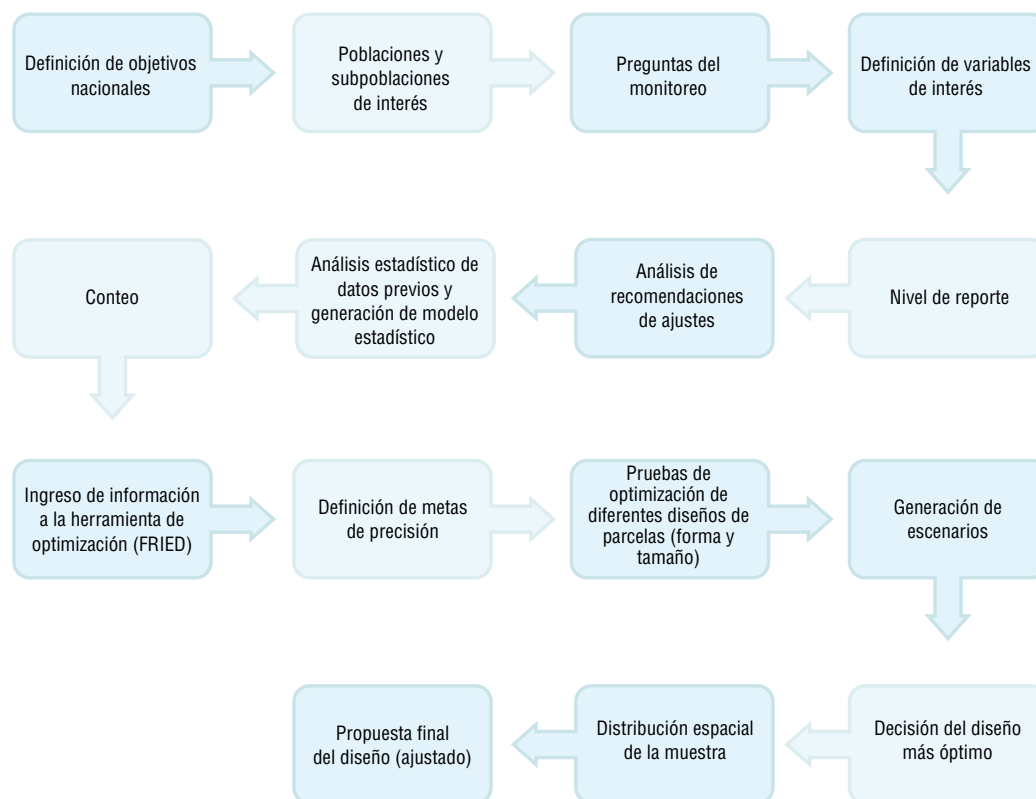 Definición de objetivos
nacionales
Poblaciones y
subpoblaciones
de interés
Preguntas del
monitoreo
Definición de variables
de interés
Nivel de reporte
Análisis de
recomendaciones
de ajustes
Análisis estadístico de
datos previos y
generación de modelo
estadístico
Conteo
Ingreso de información
a la herramienta de
optimización (FRIED)
Definición de metas
de precisión
Pruebas de
optimización de
diferentes diseños de
parcelas (forma y
tamaño)
Generación de
escenarios
Decisión del diseño
más óptimo
Distribución espacial
de la muestra
Propuesta final
del diseño (ajustado)